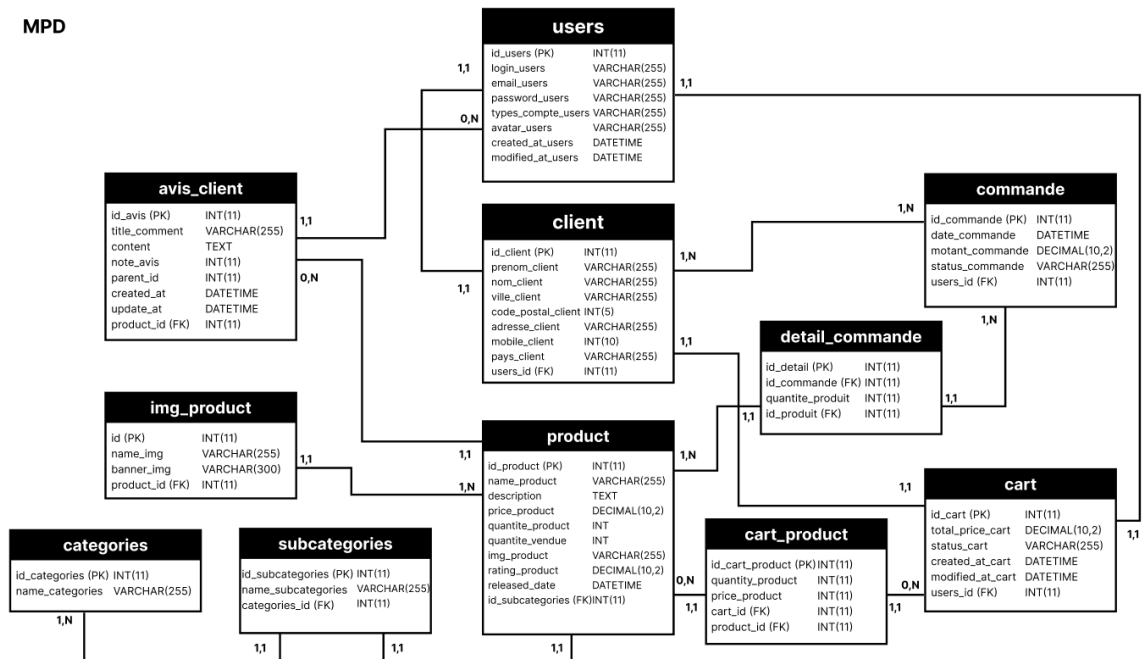 MPD
users
id_users (PK) INT(11)
login_users VARCHAR(255)
email_users VARCHAR(255)
password_users VARCHAR(255)
types_compte_users VARCHAR(255)
avatar_users VARCHAR(255)
created_at_users DATETIME
modified_at_users DATETIME
1,1
0,N
1,1
avis_client
id_avis (PK) INT(11)
title_comment VARCHAR(255)
content TEXT
note_avis INT(11)
parent_id INT(11)
created_at DATETIME
update_at DATETIME
product_id (FK) INT(11)
1,1
0,N
client
id_client (PK) INT(11)
prenom_client VARCHAR(255)
nom_client VARCHAR(255)
ville_client VARCHAR(255)
code_postal_client INT(5)
adresse_client VARCHAR(255)
mobile_client INT(10)
pays_client VARCHAR(255)
users_id (FK) INT(11)
1,1
1,N
1,1
commande
id_commande (PK) INT(11)
date_commande DATETIME
motant_commande DECIMAL(10,2)
status_commande VARCHAR(255)
users_id (FK) INT(11)
1,N
1,N
detail_commande
id_detail (PK) INT(11)
id_commande (FK) INT(11)
quantite_produit INT(11)
id_produit (FK) INT(11)
1,1
1,1
img_product
id (PK) INT(11)
name_img VARCHAR(255)
banner_img VARCHAR(300)
product_id (FK) INT(11)
1,1
product
id_product (PK) INT(11)
name_product VARCHAR(255)
description TEXT
price_product DECIMAL(10,2)
quantite_product INT
quantite_vendue INT
img_product VARCHAR(255)
rating_product DECIMAL(10,2)
released_date DATETIME
id_subcategories (FK)INT(11)
1,1
1,N
1,N
0,N
1,1
1,1
cart
id_cart (PK) INT(11)
total_price_cart DECIMAL(10,2)
status_cart VARCHAR(255)
created_at_cart DATETIME
modified_at_cart DATETIME
users_id (FK) INT(11)
1,1
1,1
0,N
1,1
cart_product
id_cart_product (PK)INT(11)
quantity_product INT(11)
price_product INT(11)
cart_id (FK) INT(11)
product_id (FK) INT(11)
categories
id_categories (PK) INT(11)
name_categories VARCHAR(255)
1,N
subcategories
id_subcategories (PK) INT(11)
name_subcategories VARCHAR(255)
categories_id (FK) INT(11)
1,1
1,1